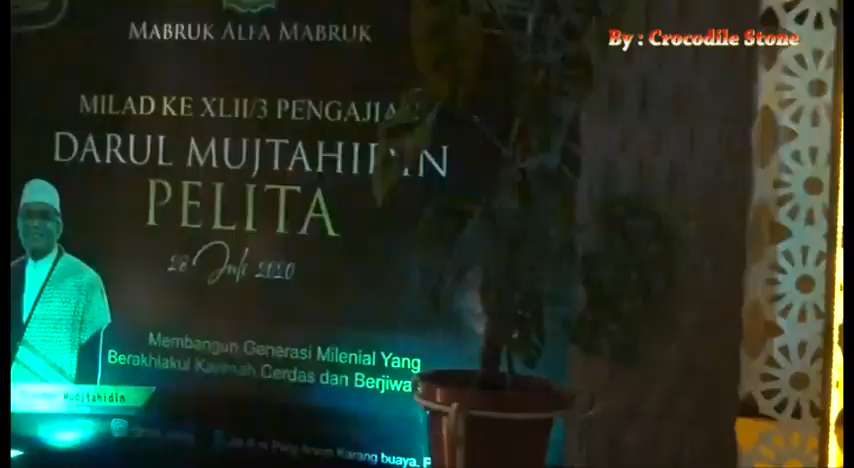 By : Crocodile Stone
MABRUK ALFA MABRUK
MILAD KE XLII/3 PENGAJIAN
DARUL MUJTAHIDIN
PELITA
28 Juli 2020
Membangun Generasi Milenial Yang
Berakhlakul Karimah Cerdas dan Berjiwa
Karang buaya, P